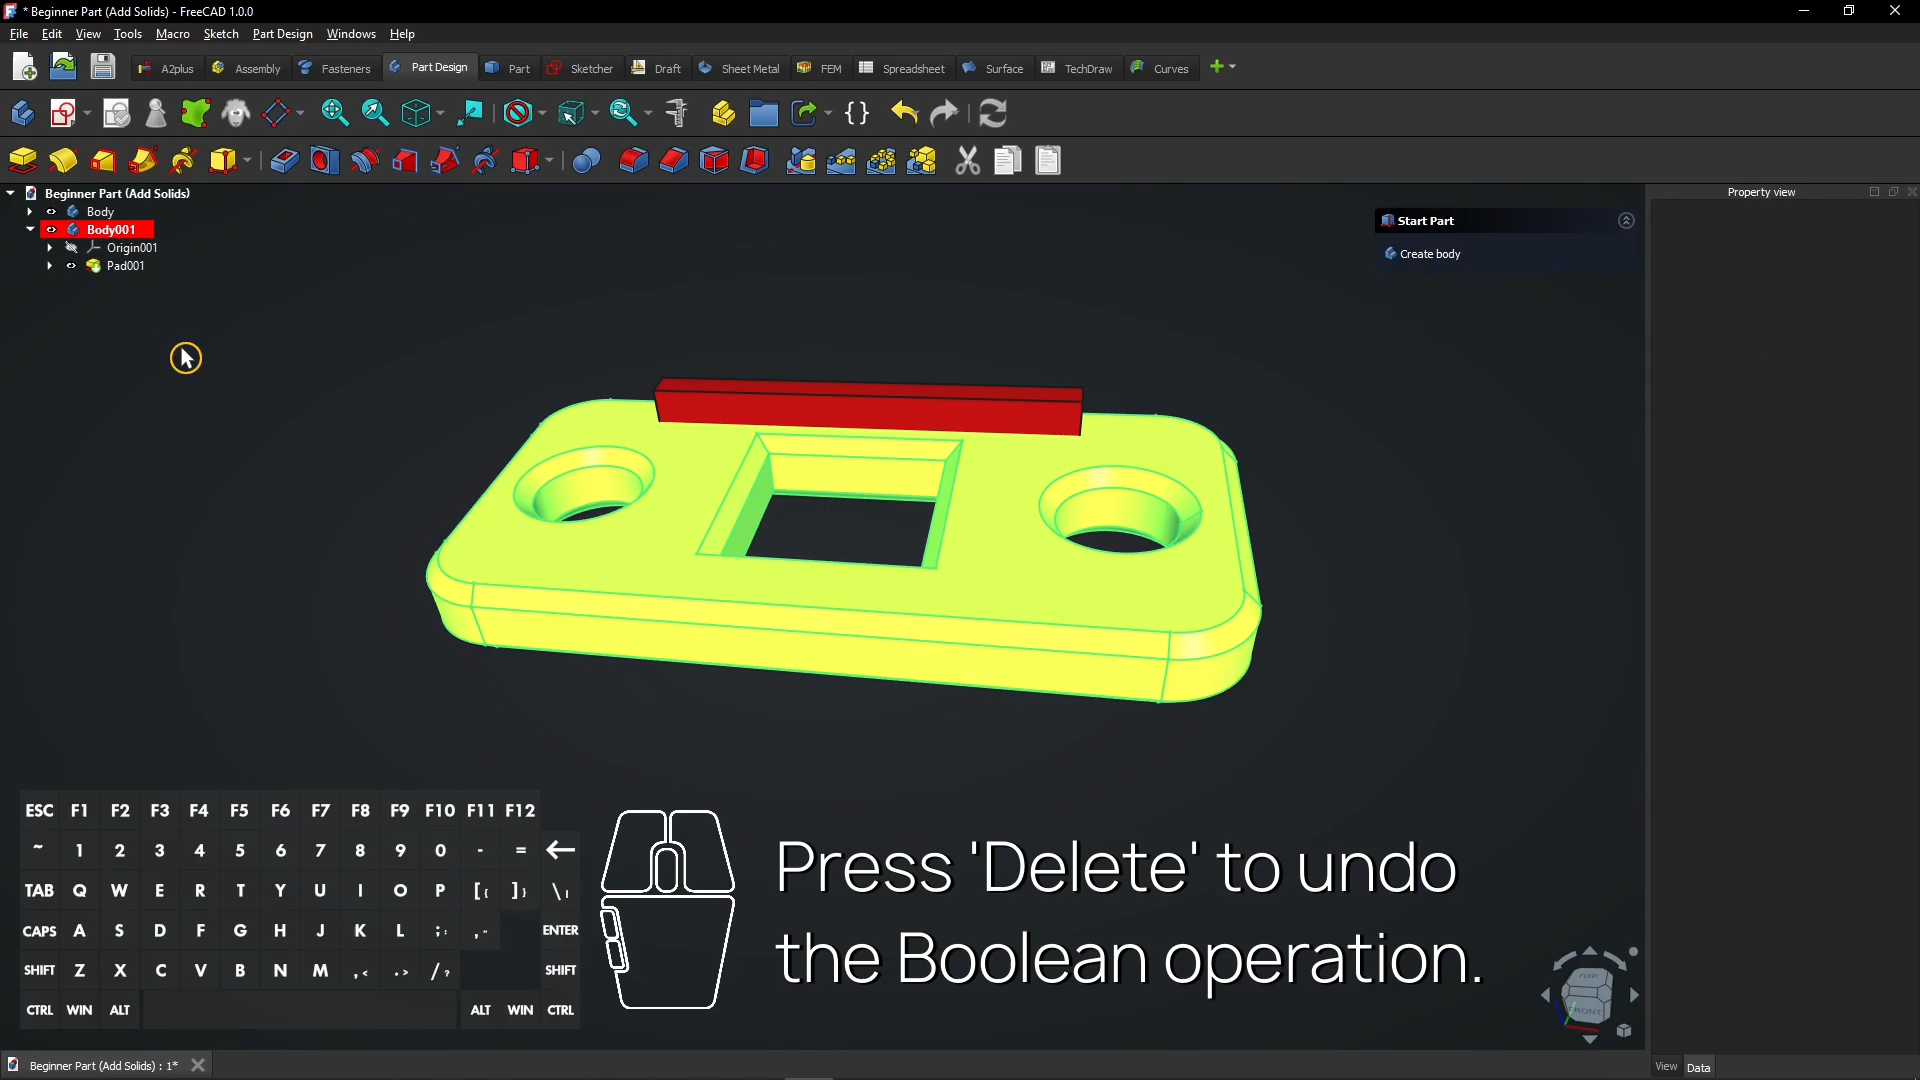 * Beginner Part (Add Solids) - FreeCAD 1.0.0
File Edit View Tools Macro Sketch Part Design Windows Help
A2plus Assembly Fasteners Part Design Part Sketcher Draft Sheet Metal FEM Spreadsheet Surface TechDraw Curves
Beginner Part (Add Solids)
Body
Body001
Origin001
Pad001
Property view
Start Part
Create body
ESC F1 F2 F3 F4 F5 F6 F7 F8 F9 F10 F11 F12
~ 1 2 3 4 5 6 7 8 9 0 - =
TAB Q W E R T Y U I O P [{ ]} \|
CAPS A S D F G H J K L ;: ," ENTER
SHIFT Z X C V B N M ,< .> /? SHIFT
CTRL WIN ALT ALT WIN CTRL
Press 'Delete' to undo
the Boolean operation.
TOP
FRONT
Beginner Part (Add Solids) : 1*
View Data